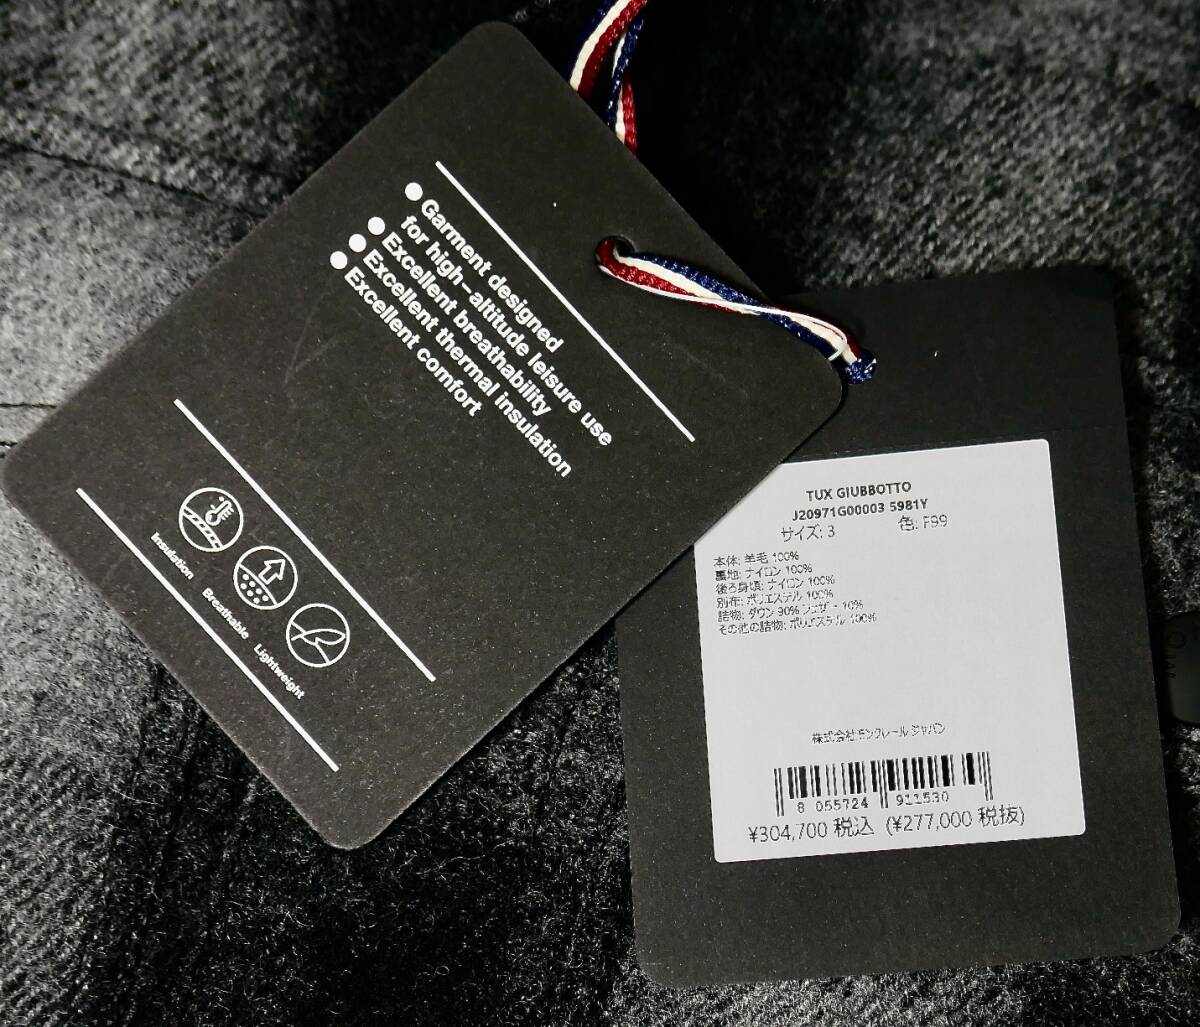 ● Garment designed
for high-altitude leisure use
● Excellent breathability
● Excellent thermal insulation
● Excellent comfort
Insulation
Breathable
Lightweight
TUX GIUBBOTTO
J20971G00003 5981Y
サイズ: 3 色: F99
本体: 羊毛 100%
裏地: ナイロン 100%
後ろ身頃: ナイロン 100%
別布: ポリエステル 100%
詰物: ダウン 90% フェザー 10%
その他の詰物: ポリエステル 100%
株式会社モンクレール ジャパン
8 055724 911530
¥304,700 税込 (¥277,000 税抜)